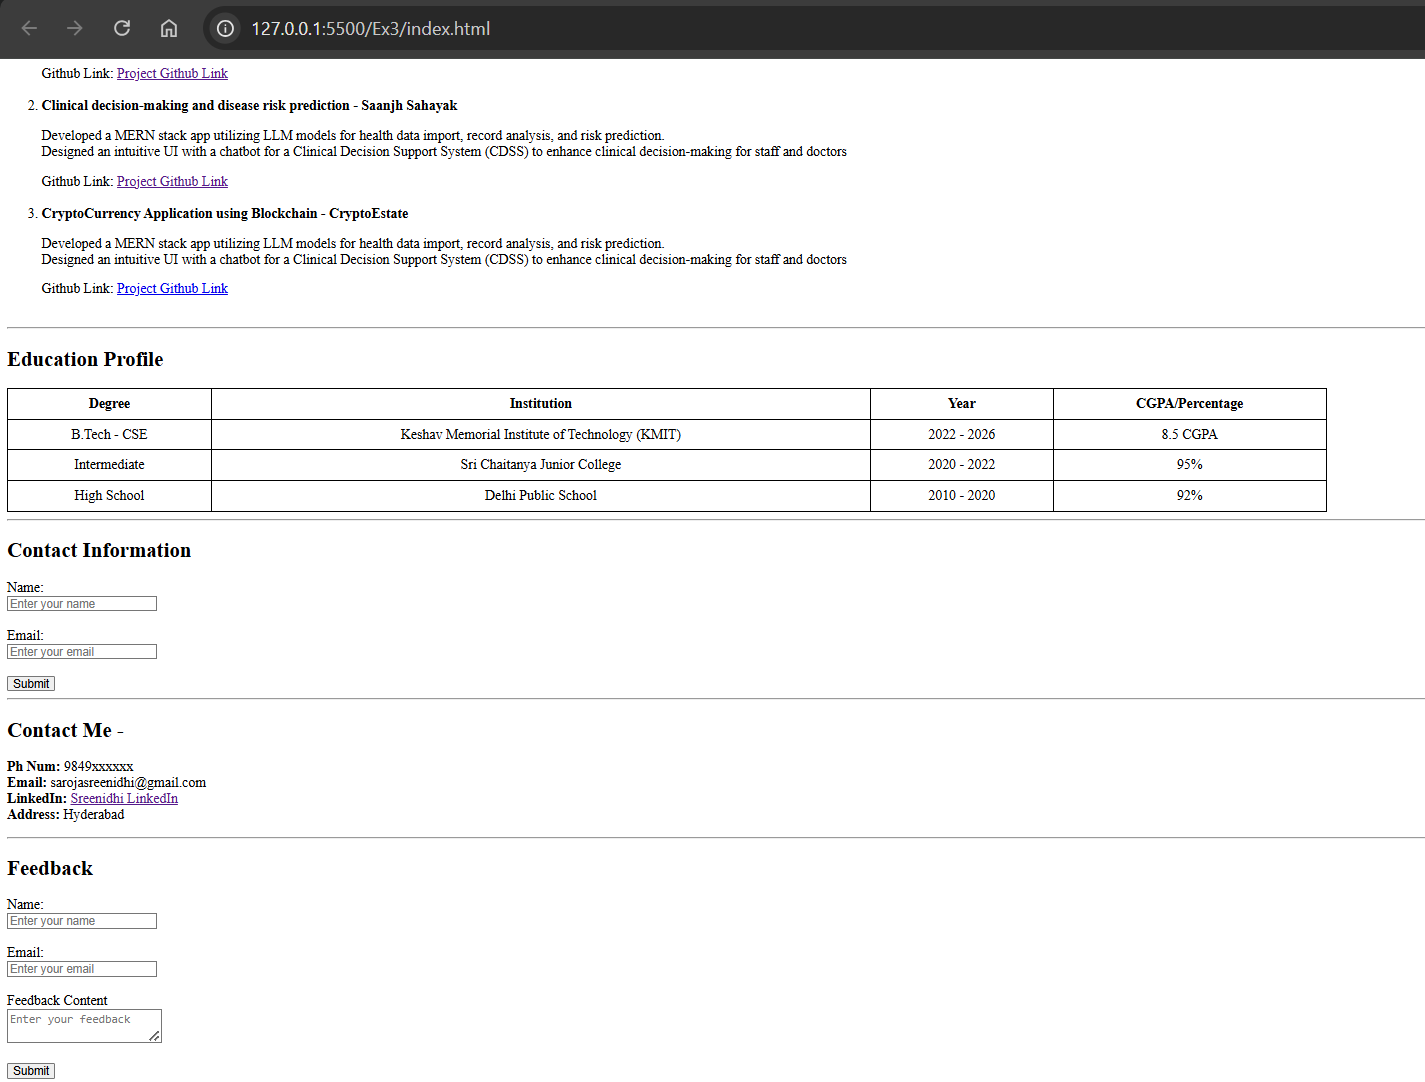 127.0.0.1:5500/Ex3/index.html
Github Link: Project Github Link
2. Clinical decision-making and disease risk prediction - Saanjh Sahayak
Developed a MERN stack app utilizing LLM models for health data import, record analysis, and risk prediction.
Designed an intuitive UI with a chatbot for a Clinical Decision Support System (CDSS) to enhance clinical decision-making for staff and doctors
Github Link: Project Github Link
3. CryptoCurrency Application using Blockchain - CryptoEstate
Developed a MERN stack app utilizing LLM models for health data import, record analysis, and risk prediction.
Designed an intuitive UI with a chatbot for a Clinical Decision Support System (CDSS) to enhance clinical decision-making for staff and doctors
Github Link: Project Github Link
Education Profile
Degree Institution Year CGPA/Percentage
B.Tech - CSE Keshav Memorial Institute of Technology (KMIT) 2022 - 2026 8.5 CGPA
Intermediate Sri Chaitanya Junior College 2020 - 2022 95%
High School Delhi Public School 2010 - 2020 92%
Contact Information
Name:
Enter your name
Email:
Enter your email
Submit
Contact Me -
Ph Num: 9849xxxxxx
Email: sarojasreenidhi@gmail.com
LinkedIn: Sreenidhi LinkedIn
Address: Hyderabad
Feedback
Name:
Enter your name
Email:
Enter your email
Feedback Content
Enter your feedback
Submit